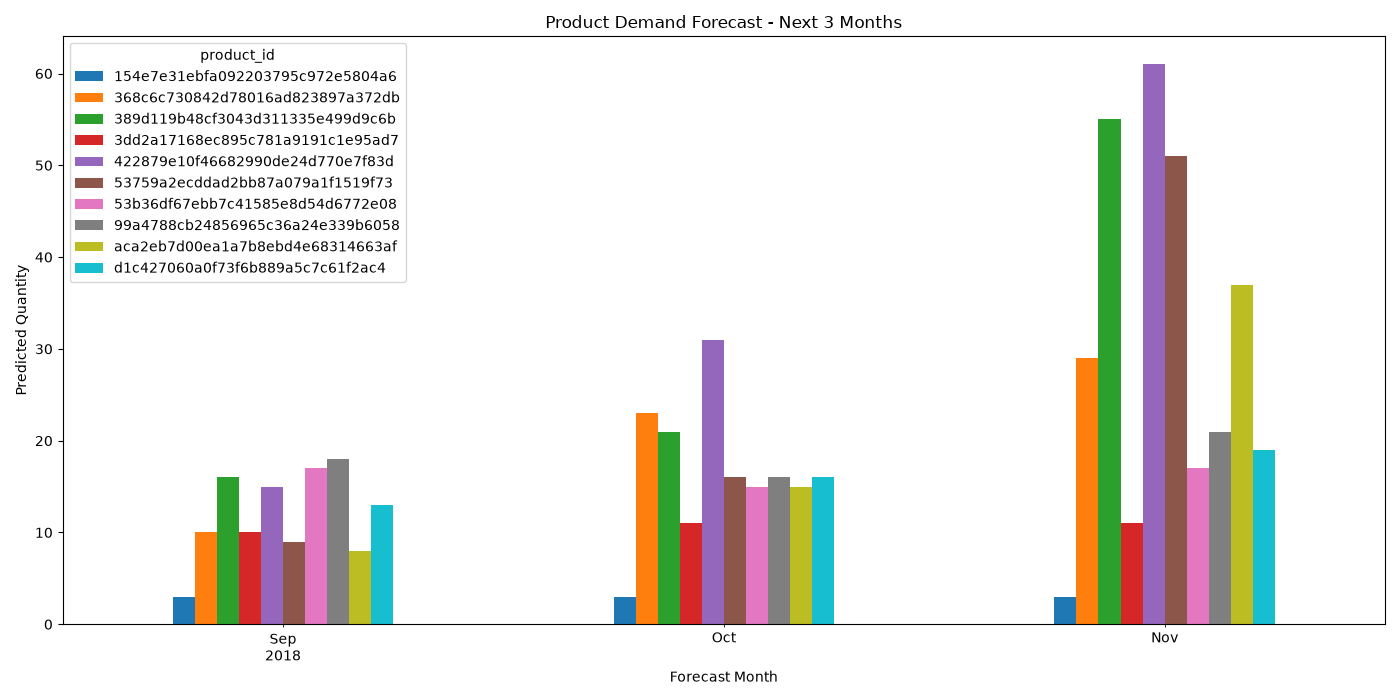 Product Demand Forecast - Next 3 Months
product_id
154e7e31ebfa092203795c972e5804a6
368c6c730842d78016ad823897a372db
389d119b48cf3043d311335e499d9c6b
3dd2a17168ec895c781a9191c1e95ad7
422879e10f46682990de24d770e7f83d
53759a2ecddad2bb87a079a1f1519f73
53b36df67ebb7c41585e8d54d6772e08
99a4788cb24856965c36a24e339b6058
aca2eb7d00ea1a7b8ebd4e68314663af
d1c427060a0f73f6b889a5c7c61f2ac4
Predicted Quantity
60
50
40
30
20
10
0
Sep
2018
Oct
Nov
Forecast Month